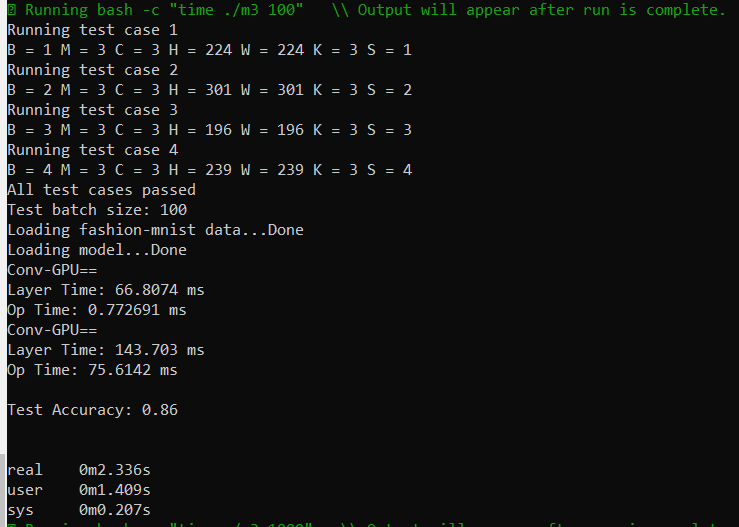 Running bash -c "time ./m3 100"   \\ Output will appear after run is complete.
Running test case 1
B = 1 M = 3 C = 3 H = 224 W = 224 K = 3 S = 1
Running test case 2
B = 2 M = 3 C = 3 H = 301 W = 301 K = 3 S = 2
Running test case 3
B = 3 M = 3 C = 3 H = 196 W = 196 K = 3 S = 3
Running test case 4
B = 4 M = 3 C = 3 H = 239 W = 239 K = 3 S = 4
All test cases passed
Test batch size: 100
Loading fashion-mnist data...Done
Loading model...Done
Conv-GPU==
Layer Time: 66.8074 ms
Op Time: 0.772691 ms
Conv-GPU==
Layer Time: 143.703 ms
Op Time: 75.6142 ms
Test Accuracy: 0.86
real    0m2.336s
user    0m1.409s
sys     0m0.207s